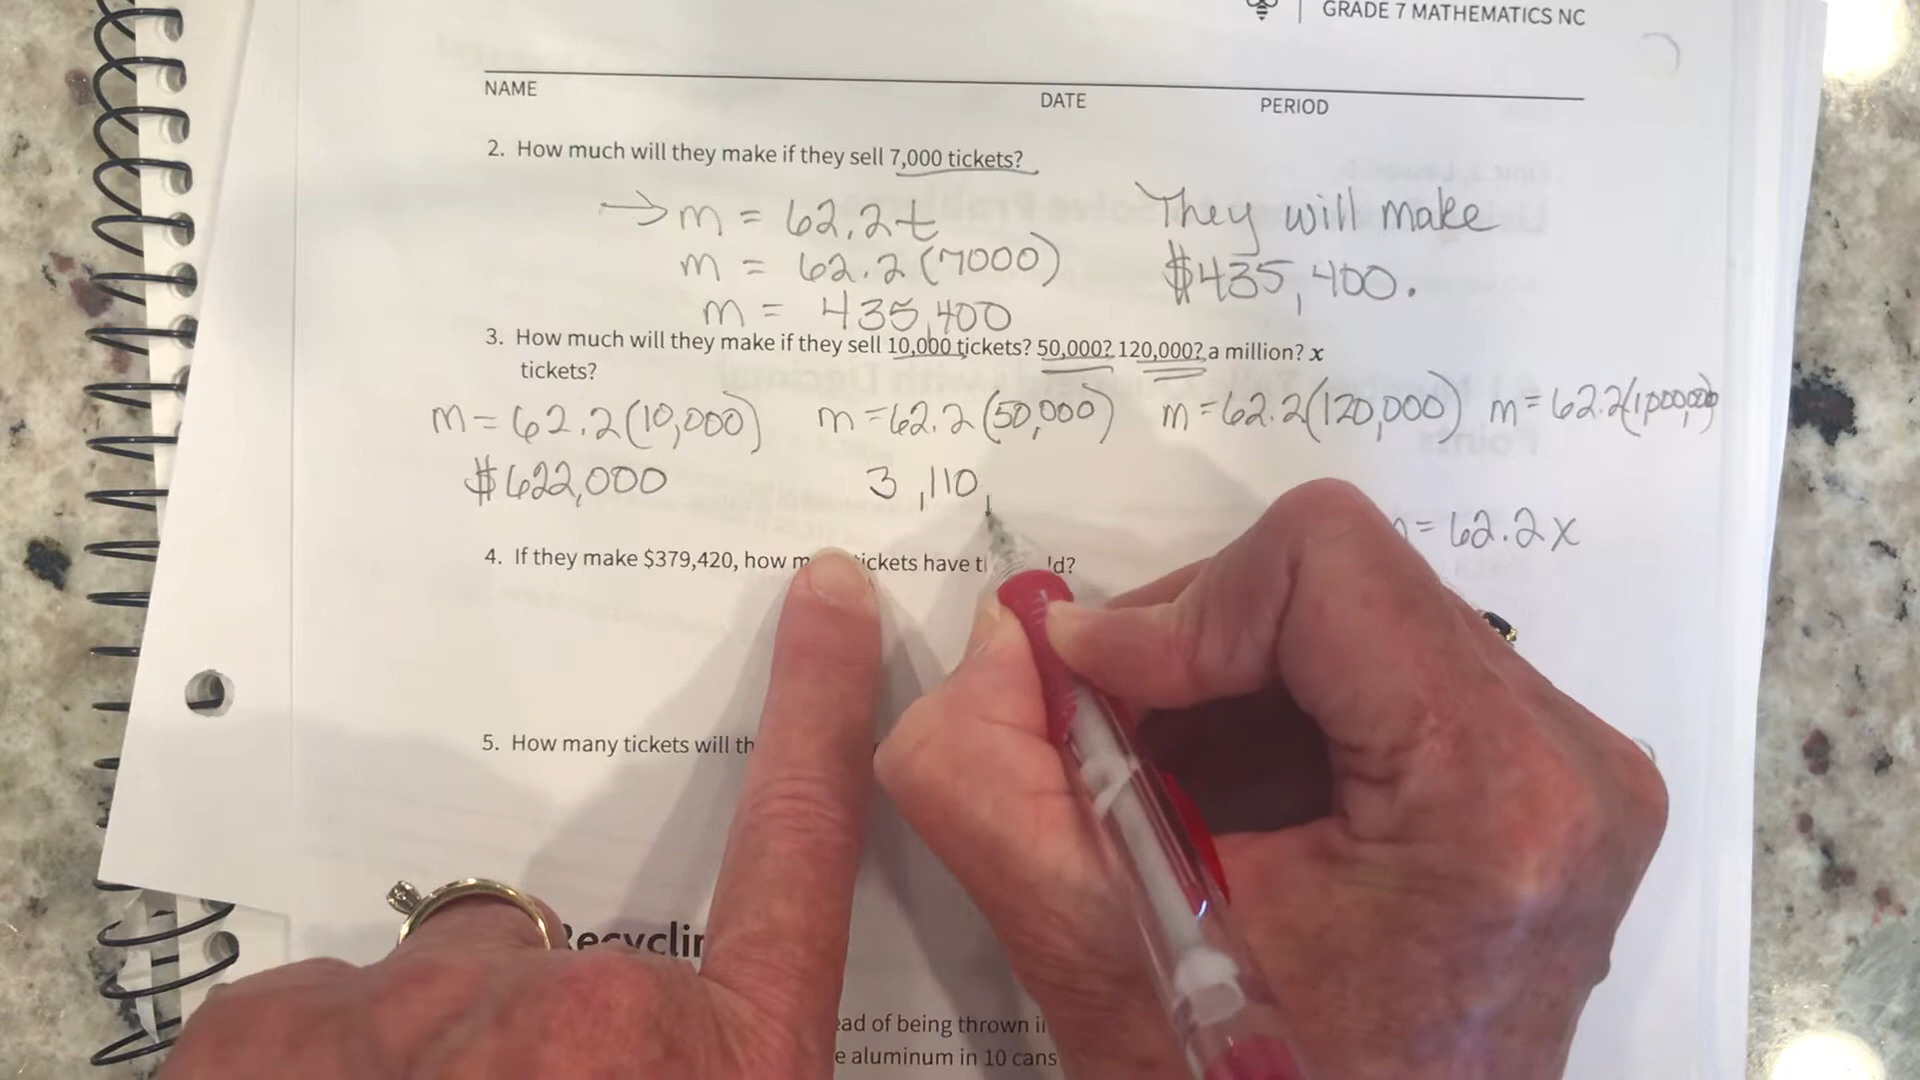 GRADE 7 MATHEMATICS NC
NAME DATE PERIOD
2. How much will they make if they sell 7,000 tickets?
→ m = 62.2t
m = 62.2(7000)
m = 435,400
They will make
$435,400.
3. How much will they make if they sell 10,000 tickets? 50,000? 120,000? a million? x
tickets?
m = 62.2(10,000) m = 62.2(50,000) m = 62.2(120,000) m = 62.2(1,000,000)
$622,000 3,110,
= 62.2x
4. If they make $379,420, how tickets have
5. How many tickets will
of being thrown
aluminum in 10 cans